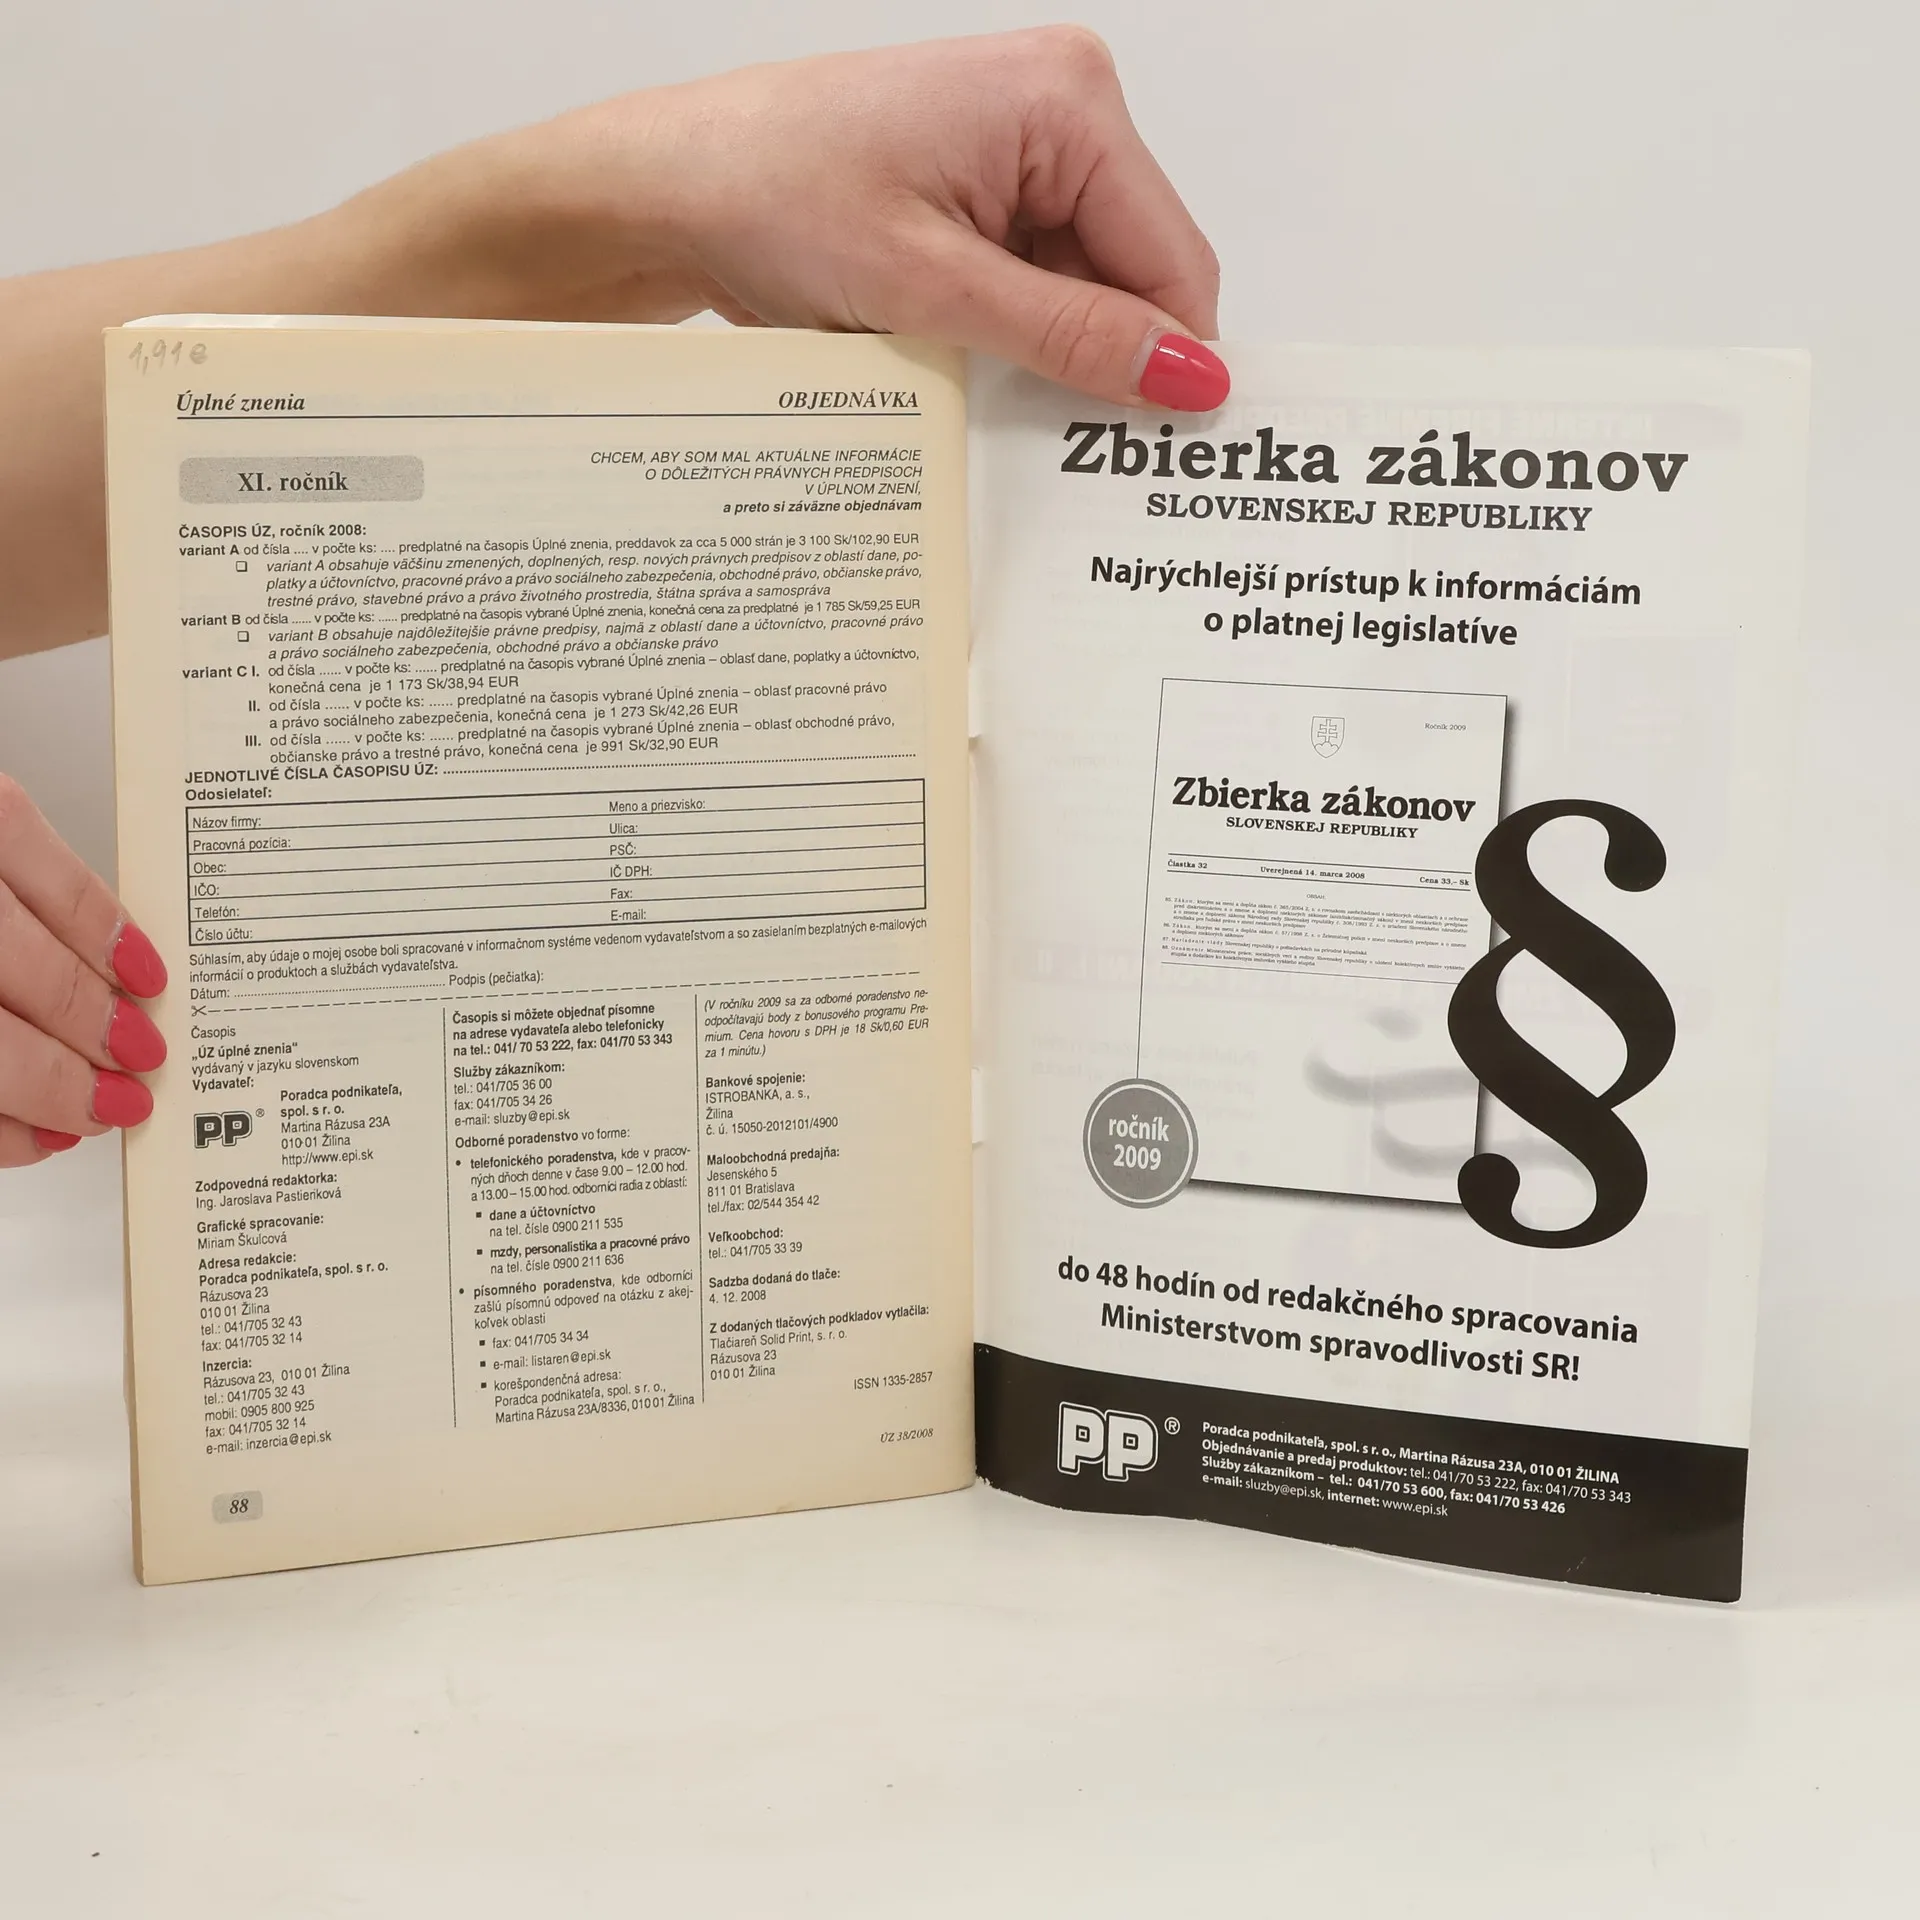 1,91 €
Úplné znenia
OBJEDNÁVKA
XI. ročník
CHCEM, ABY SOM MAL AKTUÁLNE INFORMÁCIE
O DÔLEŽITÝCH PRÁVNYCH PREDPISOCH
V ÚPLNOM ZNENÍ,
a preto si záväzne objednávam
ČASOPIS ÚZ, ročník 2008:
variant A od čísla .... v počte ks: .... predplatné na časopis Úplné znenia, preddavok za cca 5 000 strán je 3 100 Sk/102,90 EUR
❑ variant A obsahuje väčšinu zmenených, doplnených, resp. nových právnych predpisov z oblastí dane, po-
platky a účtovníctvo, pracovné právo a právo sociálneho zabezpečenia, obchodné právo, občianske právo,
trestné právo, stavebné právo a právo životného prostredia, štátna správa a samospráva
variant B od čísla ...... v počte ks: ...... predplatné na časopis vybrané Úplné znenia, konečná cena za predplatné je 1 785 Sk/59,25 EUR
❑ variant B obsahuje najdôležitejšie právne predpisy, najmä z oblastí dane a účtovníctvo, pracovné právo
a právo sociálneho zabezpečenia, obchodné právo a občianske právo
variant C I. od čísla ...... v počte ks: ...... predplatné na časopis vybrané Úplné znenia – oblasť dane, poplatky a účtovníctvo,
konečná cena je 1 173 Sk/38,94 EUR
II. od čísla ...... v počte ks: ...... predplatné na časopis vybrané Úplné znenia – oblasť pracovné právo
a právo sociálneho zabezpečenia, konečná cena je 1 273 Sk/42,26 EUR
III. od čísla ...... v počte ks: ...... predplatné na časopis vybrané Úplné znenia – oblasť obchodné právo,
občianske právo a trestné právo, konečná cena je 991 Sk/32,90 EUR
JEDNOTLIVÉ ČÍSLA ČASOPISU ÚZ: ..........
Odosielateľ:
Názov firmy: Meno a priezvisko:
Pracovná pozícia: Ulica:
Obec: PSČ:
IČO: IČ DPH:
Telefón: Fax:
Číslo účtu: E-mail:
Súhlasím, aby údaje o mojej osobe boli spracované v informačnom systéme vedenom vydavateľstvom a so zasielaním bezplatných e-mailových
informácií o produktoch a službách vydavateľstva.
Dátum: .......... Podpis (pečiatka):
Časopis
„ÚZ úplné znenia“
vydávaný v jazyku slovenskom
Vydavateľ:
PP®
Poradca podnikateľa,
spol. s r. o.
Martina Rázusa 23A
010 01 Žilina
http://www.epi.sk
Zodpovedná redaktorka:
Ing. Jaroslava Pastieriková
Grafické spracovanie:
Miriam Škulcová
Adresa redakcie:
Poradca podnikateľa, spol. s r. o.
Rázusova 23
010 01 Žilina
tel.: 041/705 32 43
fax: 041/705 32 14
Inzercia:
Rázusova 23, 010 01 Žilina
tel.: 041/705 32 43
mobil: 0905 800 925
fax: 041/705 32 14
e-mail: inzercia@epi.sk
Časopis si môžete objednať písomne
na adrese vydavateľa alebo telefonicky
na tel.: 041/ 70 53 222, fax: 041/70 53 343
Služby zákazníkom:
tel.: 041/705 36 00
fax: 041/705 34 26
e-mail: sluzby@epi.sk
Odborné poradenstvo vo forme:
• telefonického poradenstva, kde v pracov-
ných dňoch denne v čase 9.00 – 12.00 hod.
a 13.00 – 15.00 hod. odborníci radia z oblastí:
▪ dane a účtovníctvo
na tel. čísle 0900 211 535
▪ mzdy, personalistika a pracovné právo
na tel. čísle 0900 211 636
• písomného poradenstva, kde odborníci
zašlú písomnú odpoveď na otázku z akej-
koľvek oblasti
▪ fax: 041/705 34 34
▪ e-mail: listaren@epi.sk
▪ korešpondenčná adresa:
Poradca podnikateľa, spol. s r. o.,
Martina Rázusa 23A/8336, 010 01 Žilina
(V ročníku 2009 sa za odborné poradenstvo ne-
odpočítavajú body z bonusového programu Pre-
mium. Cena hovoru s DPH je 18 Sk/0,60 EUR
za 1 minútu.)
Bankové spojenie:
ISTROBANKA, a. s.,
Žilina
č. ú. 15050-2012101/4900
Maloobchodná predajňa:
Jesenského 5
811 01 Bratislava
tel./fax: 02/544 354 42
Veľkoobchod:
tel.: 041/705 33 39
Sadzba dodaná do tlače:
4. 12. 2008
Z dodaných tlačových podkladov vytlačila:
Tlačiareň Solid Print, s. r. o.
Rázusova 23
010 01 Žilina
ISSN 1335-2857
ÚZ 38/2008
88
Zbierka zákonov
SLOVENSKEJ REPUBLIKY
Najrýchlejší prístup k informáciám
o platnej legislatíve
Ročník 2009
Zbierka zákonov
SLOVENSKEJ REPUBLIKY
Čiastka 32 Uverejnená 14. marca 2008 Cena 33,– Sk
OBSAH:
§
ročník
2009
do 48 hodín od redakčného spracovania
Ministerstvom spravodlivosti SR!
PP®
Poradca podnikateľa, spol. s r. o., Martina Rázusa 23A, 010 01 ŽILINA
Objednávanie a predaj produktov: tel.: 041/70 53 222, fax: 041/70 53 343
Služby zákazníkom – tel.: 041/70 53 600, fax: 041/70 53 426
e-mail: sluzby@epi.sk, internet: www.epi.sk